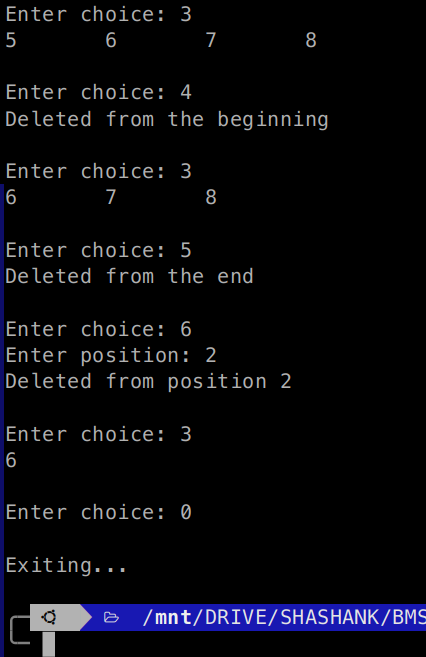 Enter choice: 3
5 6 7 8
Enter choice: 4
Deleted from the beginning
Enter choice: 3
6 7 8
Enter choice: 5
Deleted from the end
Enter choice: 6
Enter position: 2
Deleted from position 2
Enter choice: 3
6
Enter choice: 0
Exiting...
/mnt/DRIVE/SHASHANK/BMS